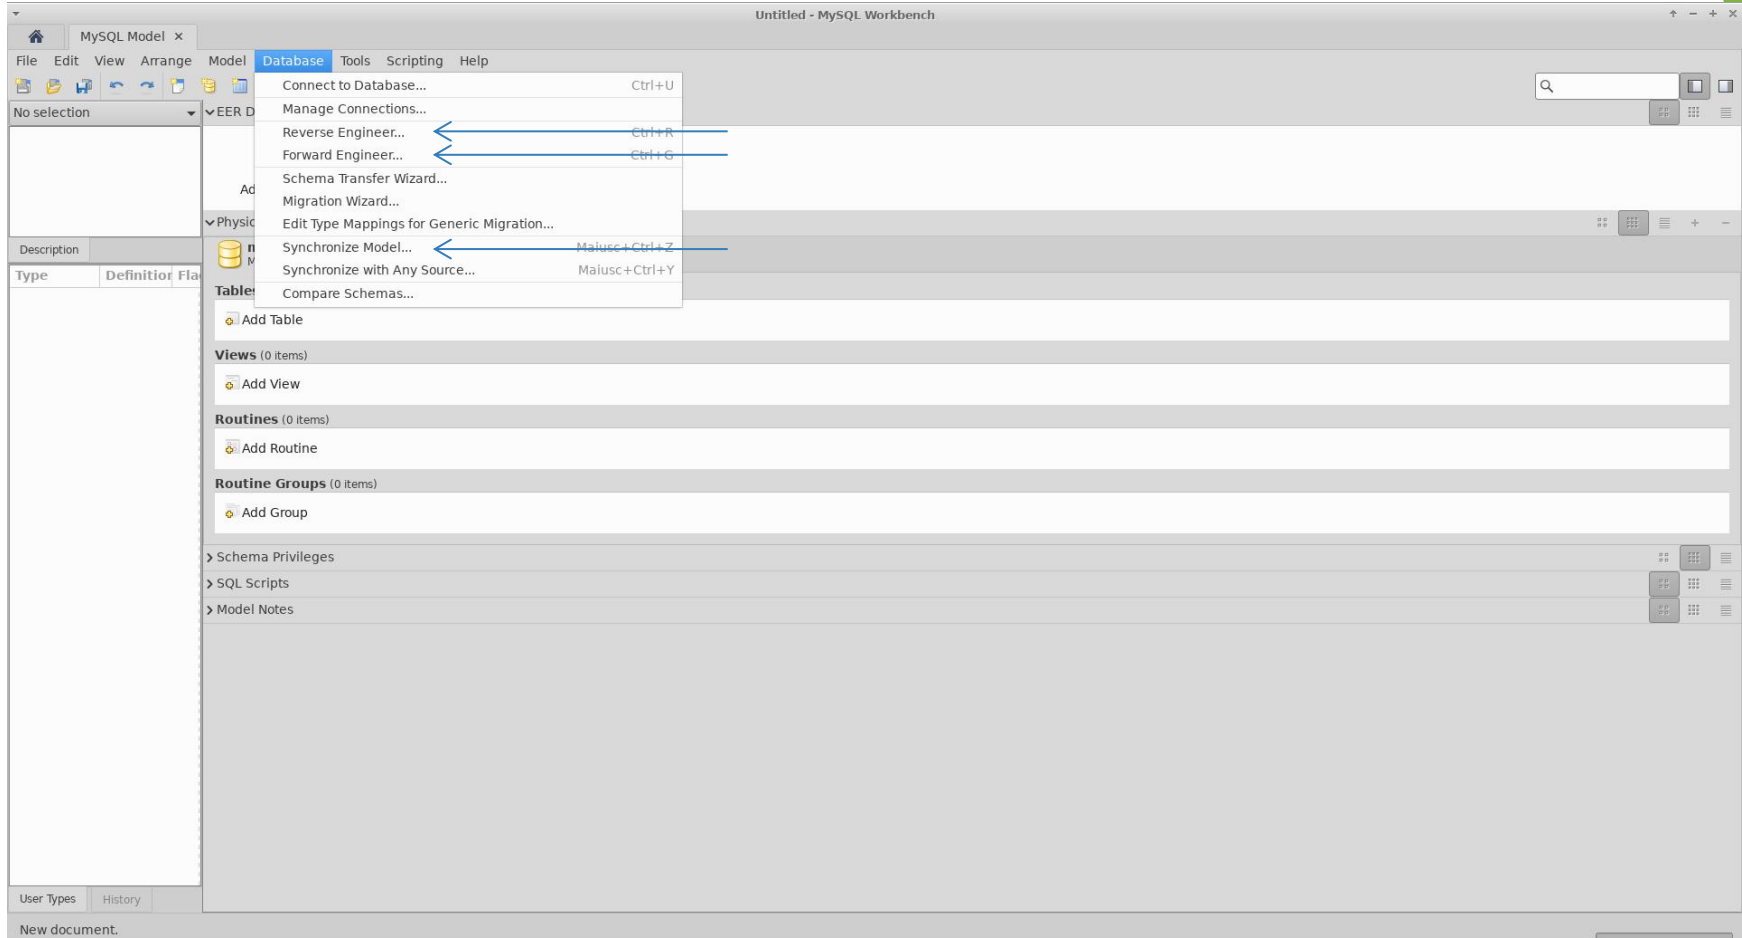 Untitled - MySQL Workbench
MySQL Model
File Edit View Arrange Model Database Tools Scripting Help
Connect to Database... Ctrl+U
No selection
EER D
Manage Connections...
Reverse Engineer... Ctrl+R
Forward Engineer... Ctrl+G
Schema Transfer Wizard...
Ad
Migration Wizard...
Physic
Edit Type Mappings for Generic Migration...
Description
Synchronize Model... Maiusc+Ctrl+Z
Synchronize with Any Source... Maiusc+Ctrl+Y
Type Definition Fla
Tables
Compare Schemas...
Add Table
Views (0 items)
Add View
Routines (0 items)
Add Routine
Routine Groups (0 items)
Add Group
Schema Privileges
SQL Scripts
Model Notes
User Types History
New document.